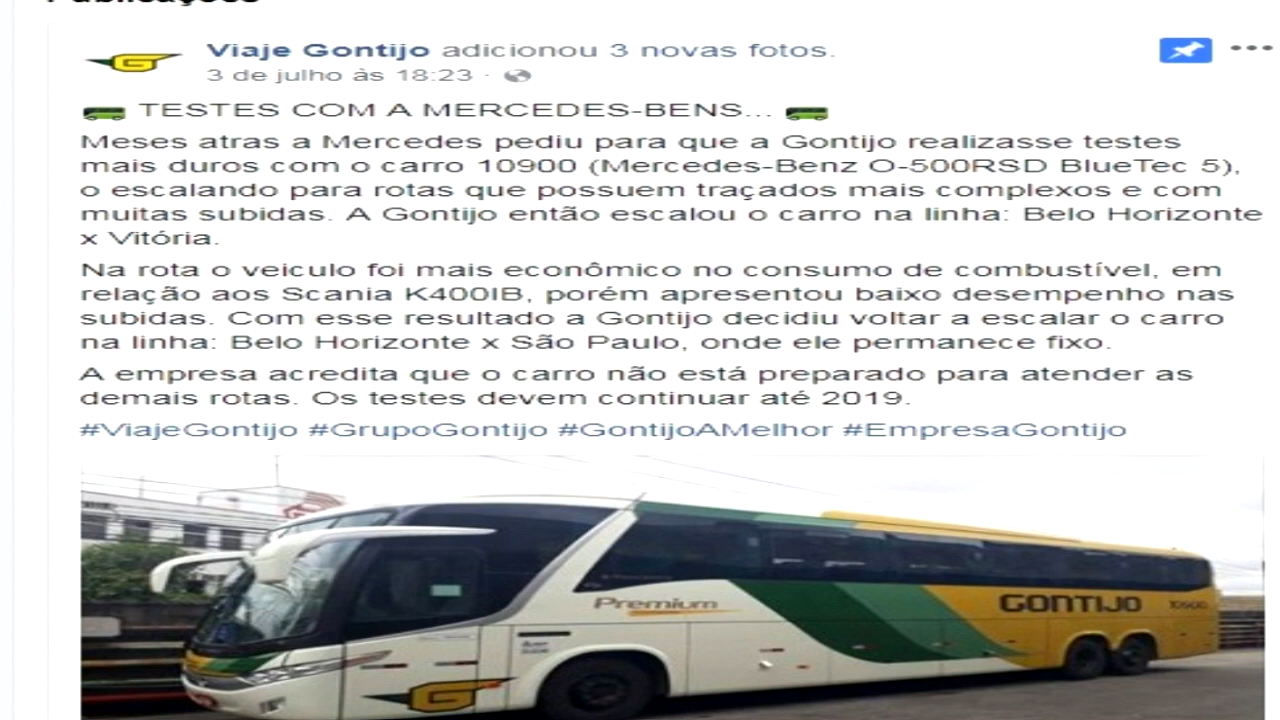 Publicações
Viaje Gontijo adicionou 3 novas fotos.
3 de julho às 18:23 ·
TESTES COM A MERCEDES-BENS...
Meses atras a Mercedes pediu para que a Gontijo realizasse testes
mais duros com o carro 10900 (Mercedes-Benz O-500RSD BlueTec 5),
o escalando para rotas que possuem traçados mais complexos e com
muitas subidas. A Gontijo então escalou o carro na linha: Belo Horizonte
x Vitória.
Na rota o veiculo foi mais econômico no consumo de combustível, em
relação aos Scania K400IB, porém apresentou baixo desempenho nas
subidas. Com esse resultado a Gontijo decidiu voltar a escalar o carro
na linha: Belo Horizonte x São Paulo, onde ele permanece fixo.
A empresa acredita que o carro não está preparado para atender as
demais rotas. Os testes devem continuar até 2019.
#ViajeGontijo #GrupoGontijo #GontijoAMelhor #EmpresaGontijo
Premium
GONTIJO